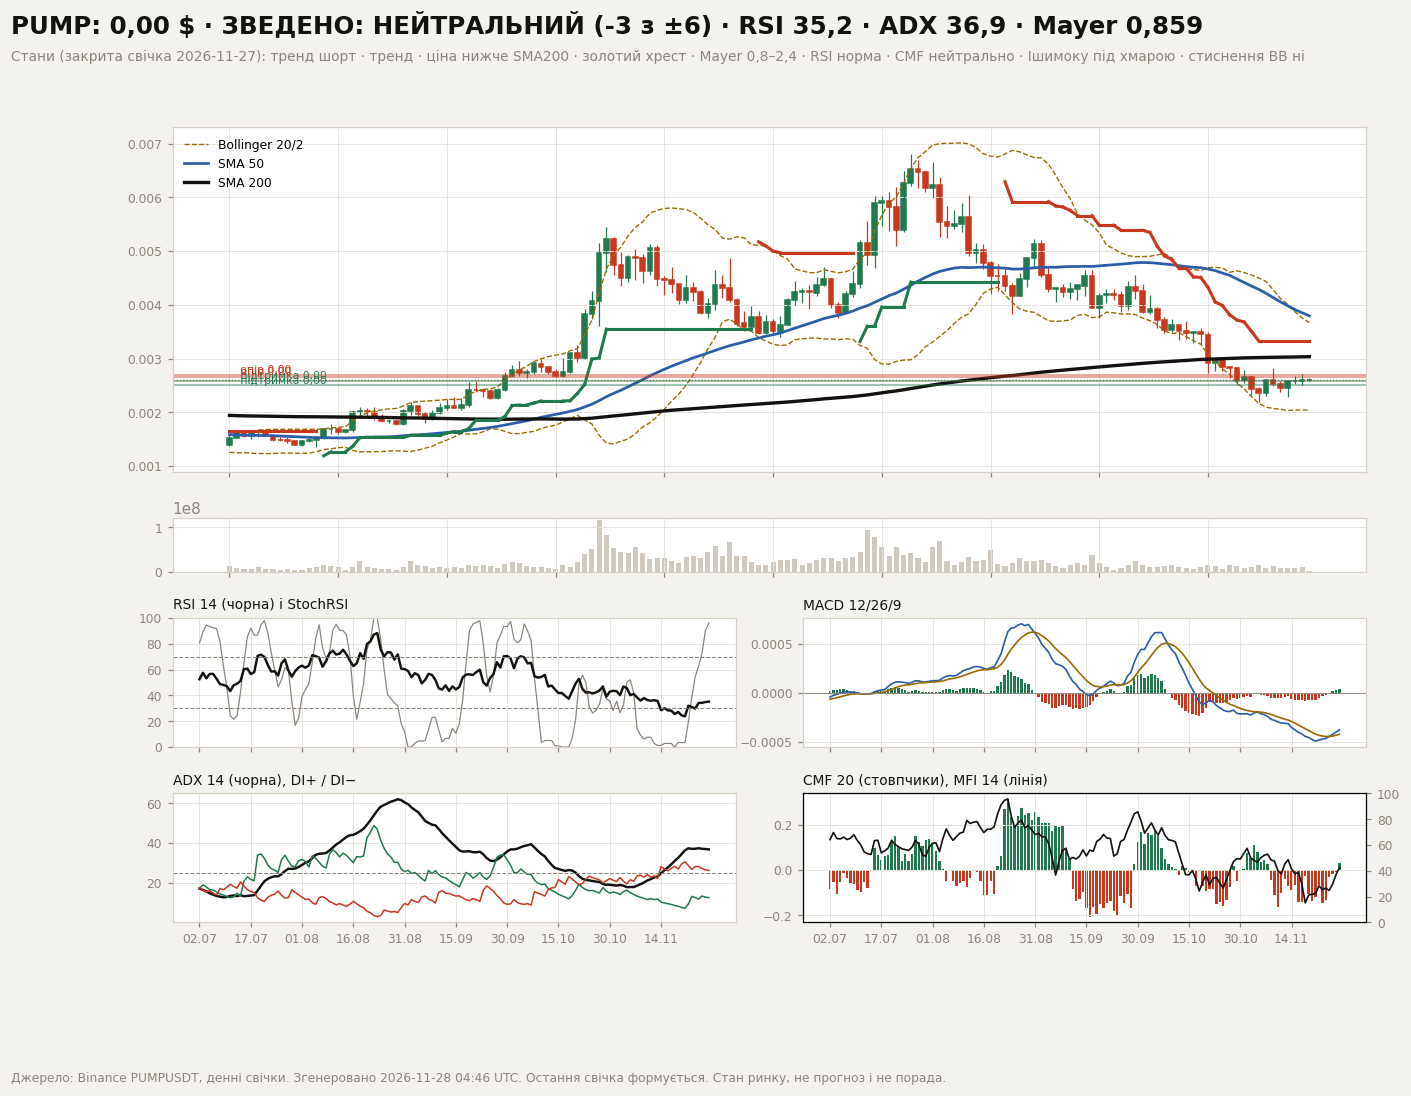 PUMP: 0,00 $ · ЗВЕДЕНО: НЕЙТРАЛЬНИЙ (-3 з ±6) · RSI 35,2 · ADX 36,9 · Mayer 0,859
Стани (закрита свічка 2026-11-27): тренд шорт · тренд · ціна нижче SMA200 · золотий хрест · Mayer 0,8–2,4 · RSI норма · CMF нейтрально · Ішимоку під хмарою · стиснення BB ні
Bollinger 20/2
SMA 50
SMA 200
0.007
0.006
0.005
0.004
0.003
0.002
0.001
опір 0,00
підтримка 0,00
1e8
1
0
RSI 14 (чорна) і StochRSI
100
80
60
40
20
0
MACD 12/26/9
0.0005
0.0000
−0.0005
ADX 14 (чорна), DI+ / DI−
60
40
20
02.07 17.07 01.08 16.08 31.08 15.09 30.09 15.10 30.10 14.11
CMF 20 (стовпчики), MFI 14 (лінія)
0.2
0.0
−0.2
100
80
60
40
20
0
02.07 17.07 01.08 16.08 31.08 15.09 30.09 15.10 30.10 14.11
Джерело: Binance PUMPUSDT, денні свічки. Згенеровано 2026-11-28 04:46 UTC. Остання свічка формується. Стан ринку, не прогноз і не порада.